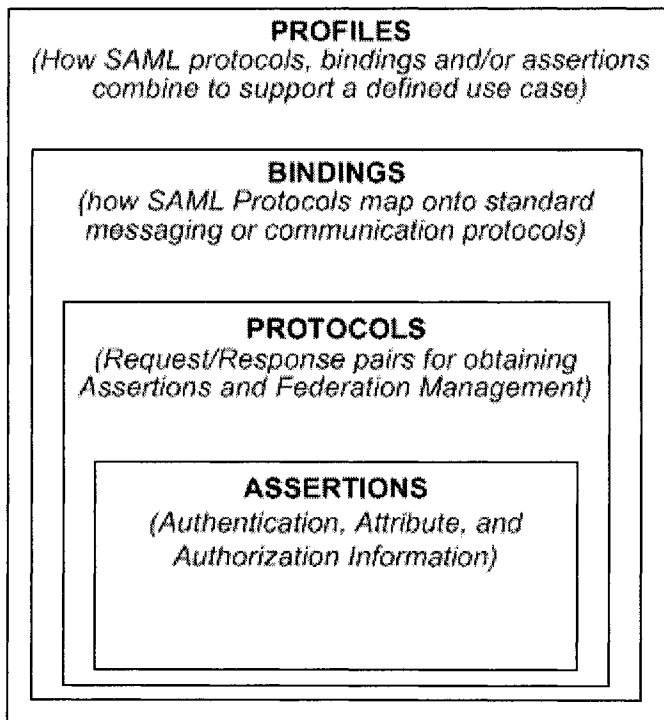 PROFILES
(How SAML protocols, bindings and/or assertions
combine to support a defined use case)
BINDINGS
(how SAML Protocols map onto standard
messaging or communication protocols)
PROTOCOLS
(Request/Response pairs for obtaining
Assertions and Federation Management)
ASSERTIONS
(Authentication, Attribute, and
Authorization Information)